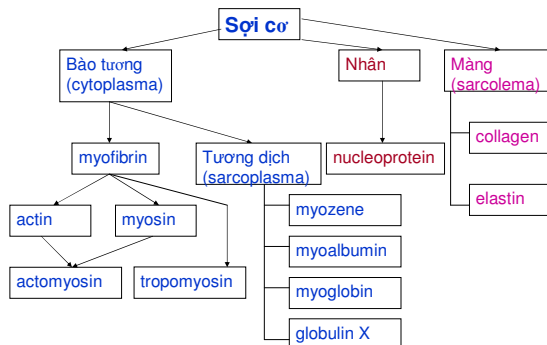 Sợi cơ
Bào tương
(cytoplasma)
Nhân
Màng
(sarcolema)
myofibrin
Tương dịch
(sarcoplasma)
nucleoprotein
collagen
elastin
actin
myosin
myozene
myoalbumin
actomyosin
tropomyosin
myoglobin
globulin X